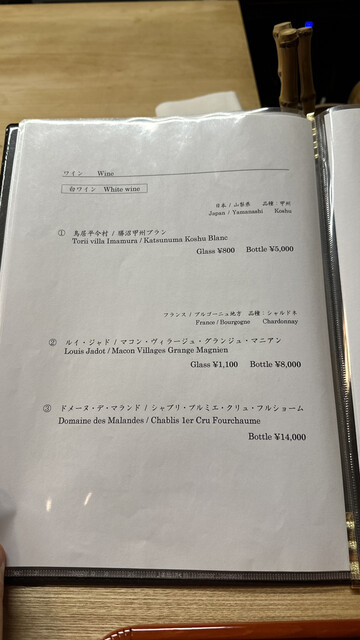 ワイン Wine
白ワイン White wine
日本 / 山梨県 品種：甲州
Japan / Yamanashi Koshu
① 鳥居平今村 / 勝沼甲州ブラン
Torii villa Imamura / Katsunuma Koshu Blanc
Glass ¥800 Bottle ¥5,000
フランス / ブルゴーニュ地方 品種：シャルドネ
France / Bourgogne Chardonnay
② ルイ・ジャド / マコン・ヴィラージュ・グランジュ・マニアン
Louis Jadot / Macon Villages Grange Magnien
Glass ¥1,100 Bottle ¥8,000
③ ドメーヌ・デ・マランド / シャブリ・プルミエ・クリュ・フルショーム
Domaine des Malandes / Chablis 1er Cru Fourchaume
Bottle ¥14,000